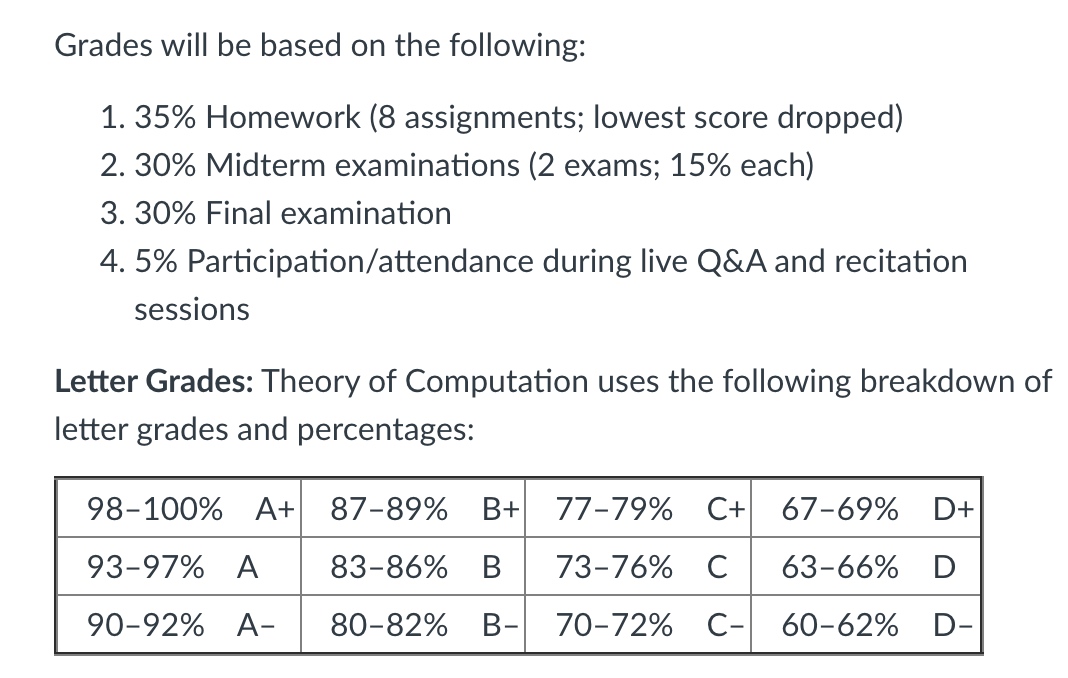 Grades will be based on the following:
1. 35% Homework (8 assignments; lowest score dropped)
2. 30% Midterm examinations (2 exams; 15% each)
3. 30% Final examination
4. 5% Participation/attendance during live Q&A and recitation
sessions
Letter Grades: Theory of Computation uses the following breakdown of
letter grades and percentages:
98–100% A+ 87–89% B+ 77–79% C+ 67–69% D+
93–97% A 83–86% B 73–76% C 63–66% D
90–92% A– 80–82% B– 70–72% C– 60–62% D–